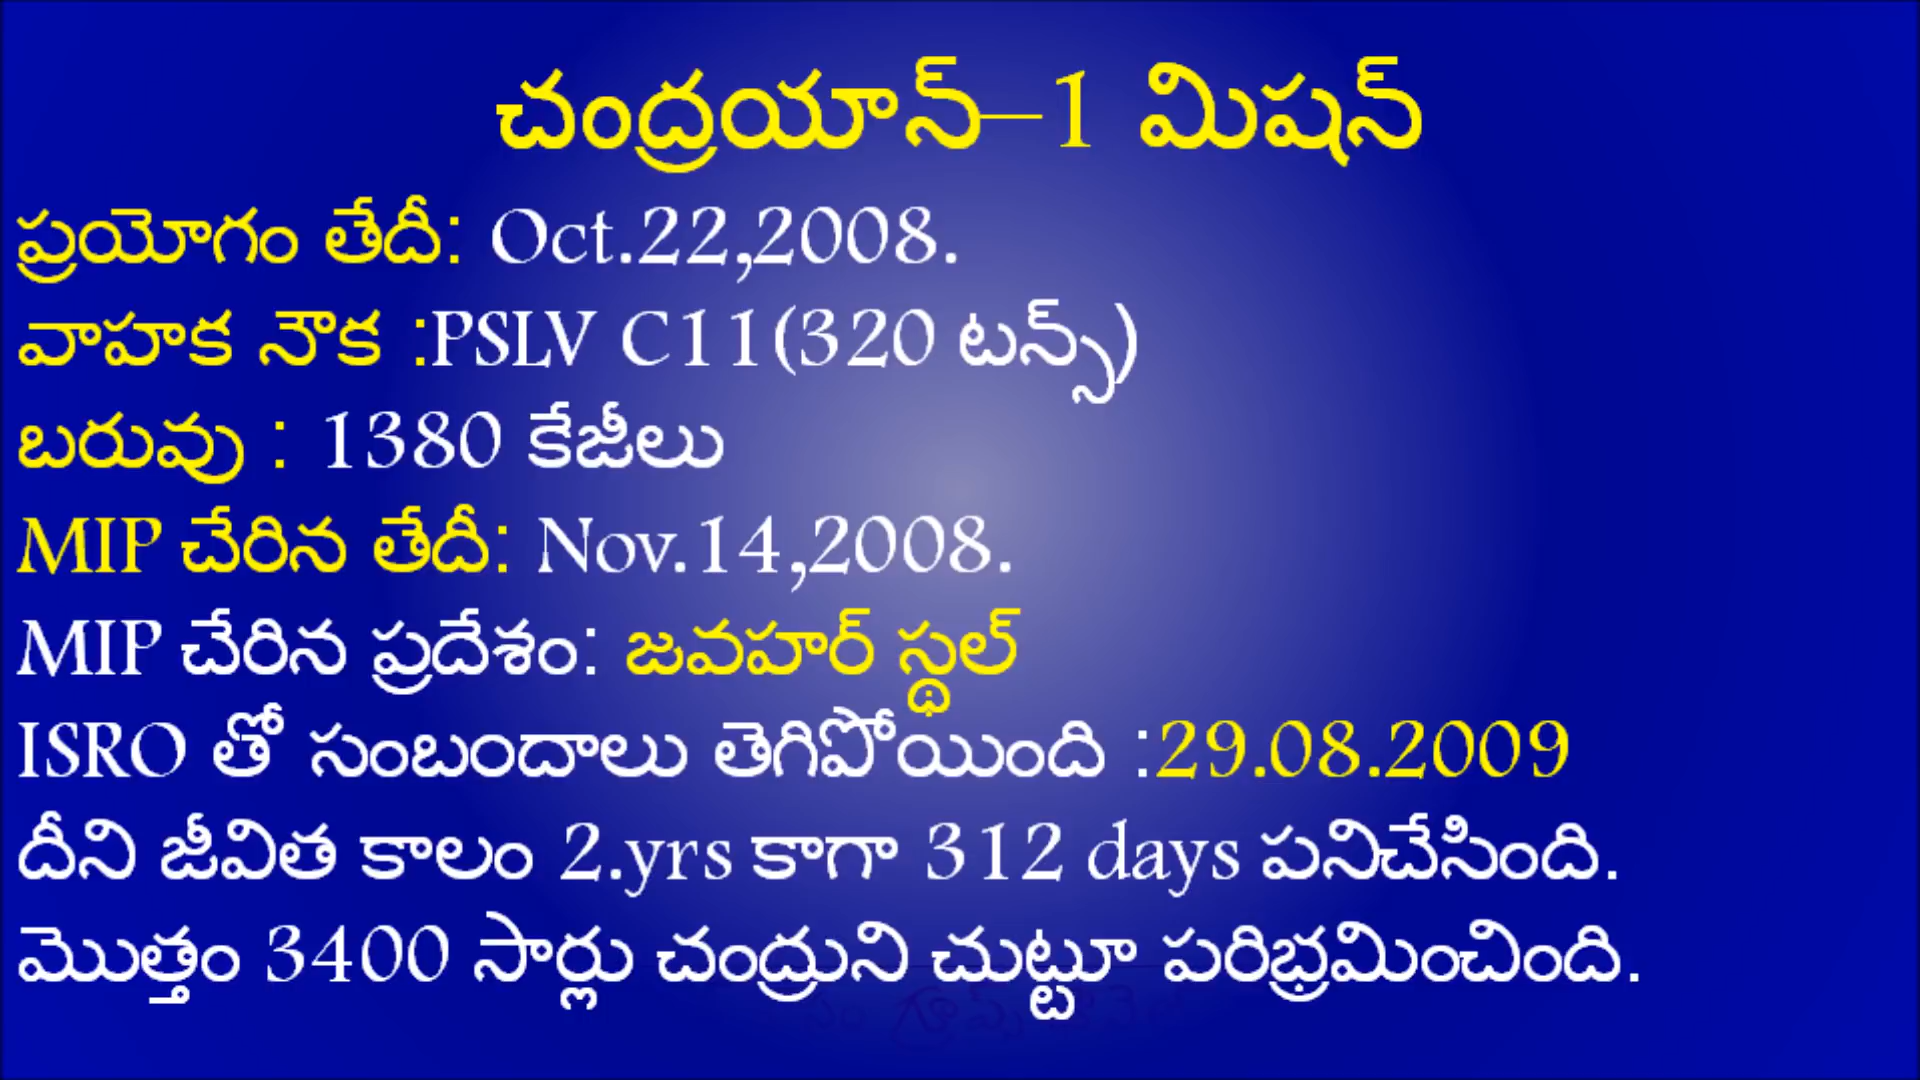 చంద్రయాన్–1 మిషన్
ప్రయోగం తేదీ: Oct.22,2008.
వాహక నౌక :PSLV C11(320 టన్స్)
బరువు : 1380 కేజీలు
MIP చేరిన తేదీ: Nov.14,2008.
MIP చేరిన ప్రదేశం: జవహర్ స్థల్
ISRO తో సంబందాలు తెగిపోయింది :29.08.2009
దీని జీవిత కాలం 2.yrs కాగా 312 days పనిచేసింది.
మొత్తం 3400 సార్లు చంద్రుని చుట్టూ పరిభ్రమించింది.